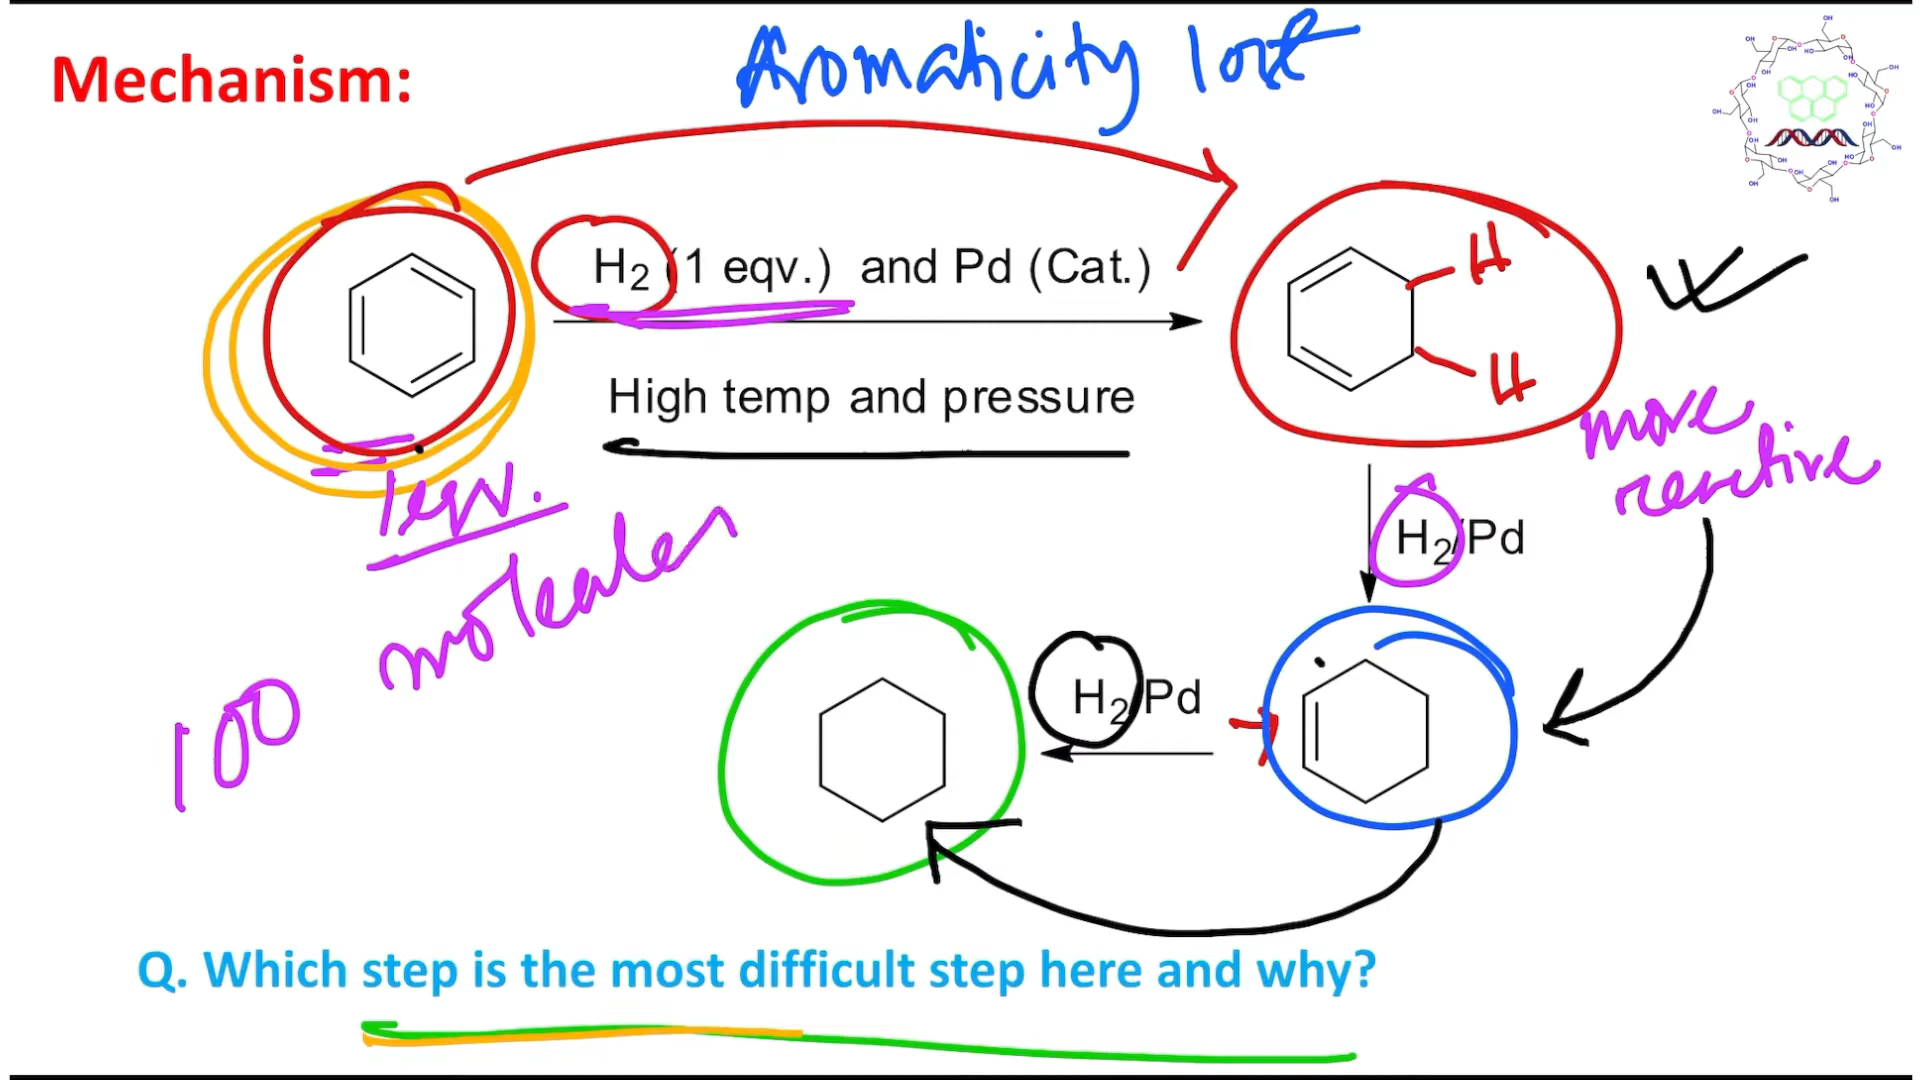 Mechanism:
Aromaticity lost
H2 (1 eqv.) and Pd (Cat.)
High temp and pressure
H
H
more
reactive
1 eqv.
100 molecules
H2/Pd
H2/Pd
Q. Which step is the most difficult step here and why?